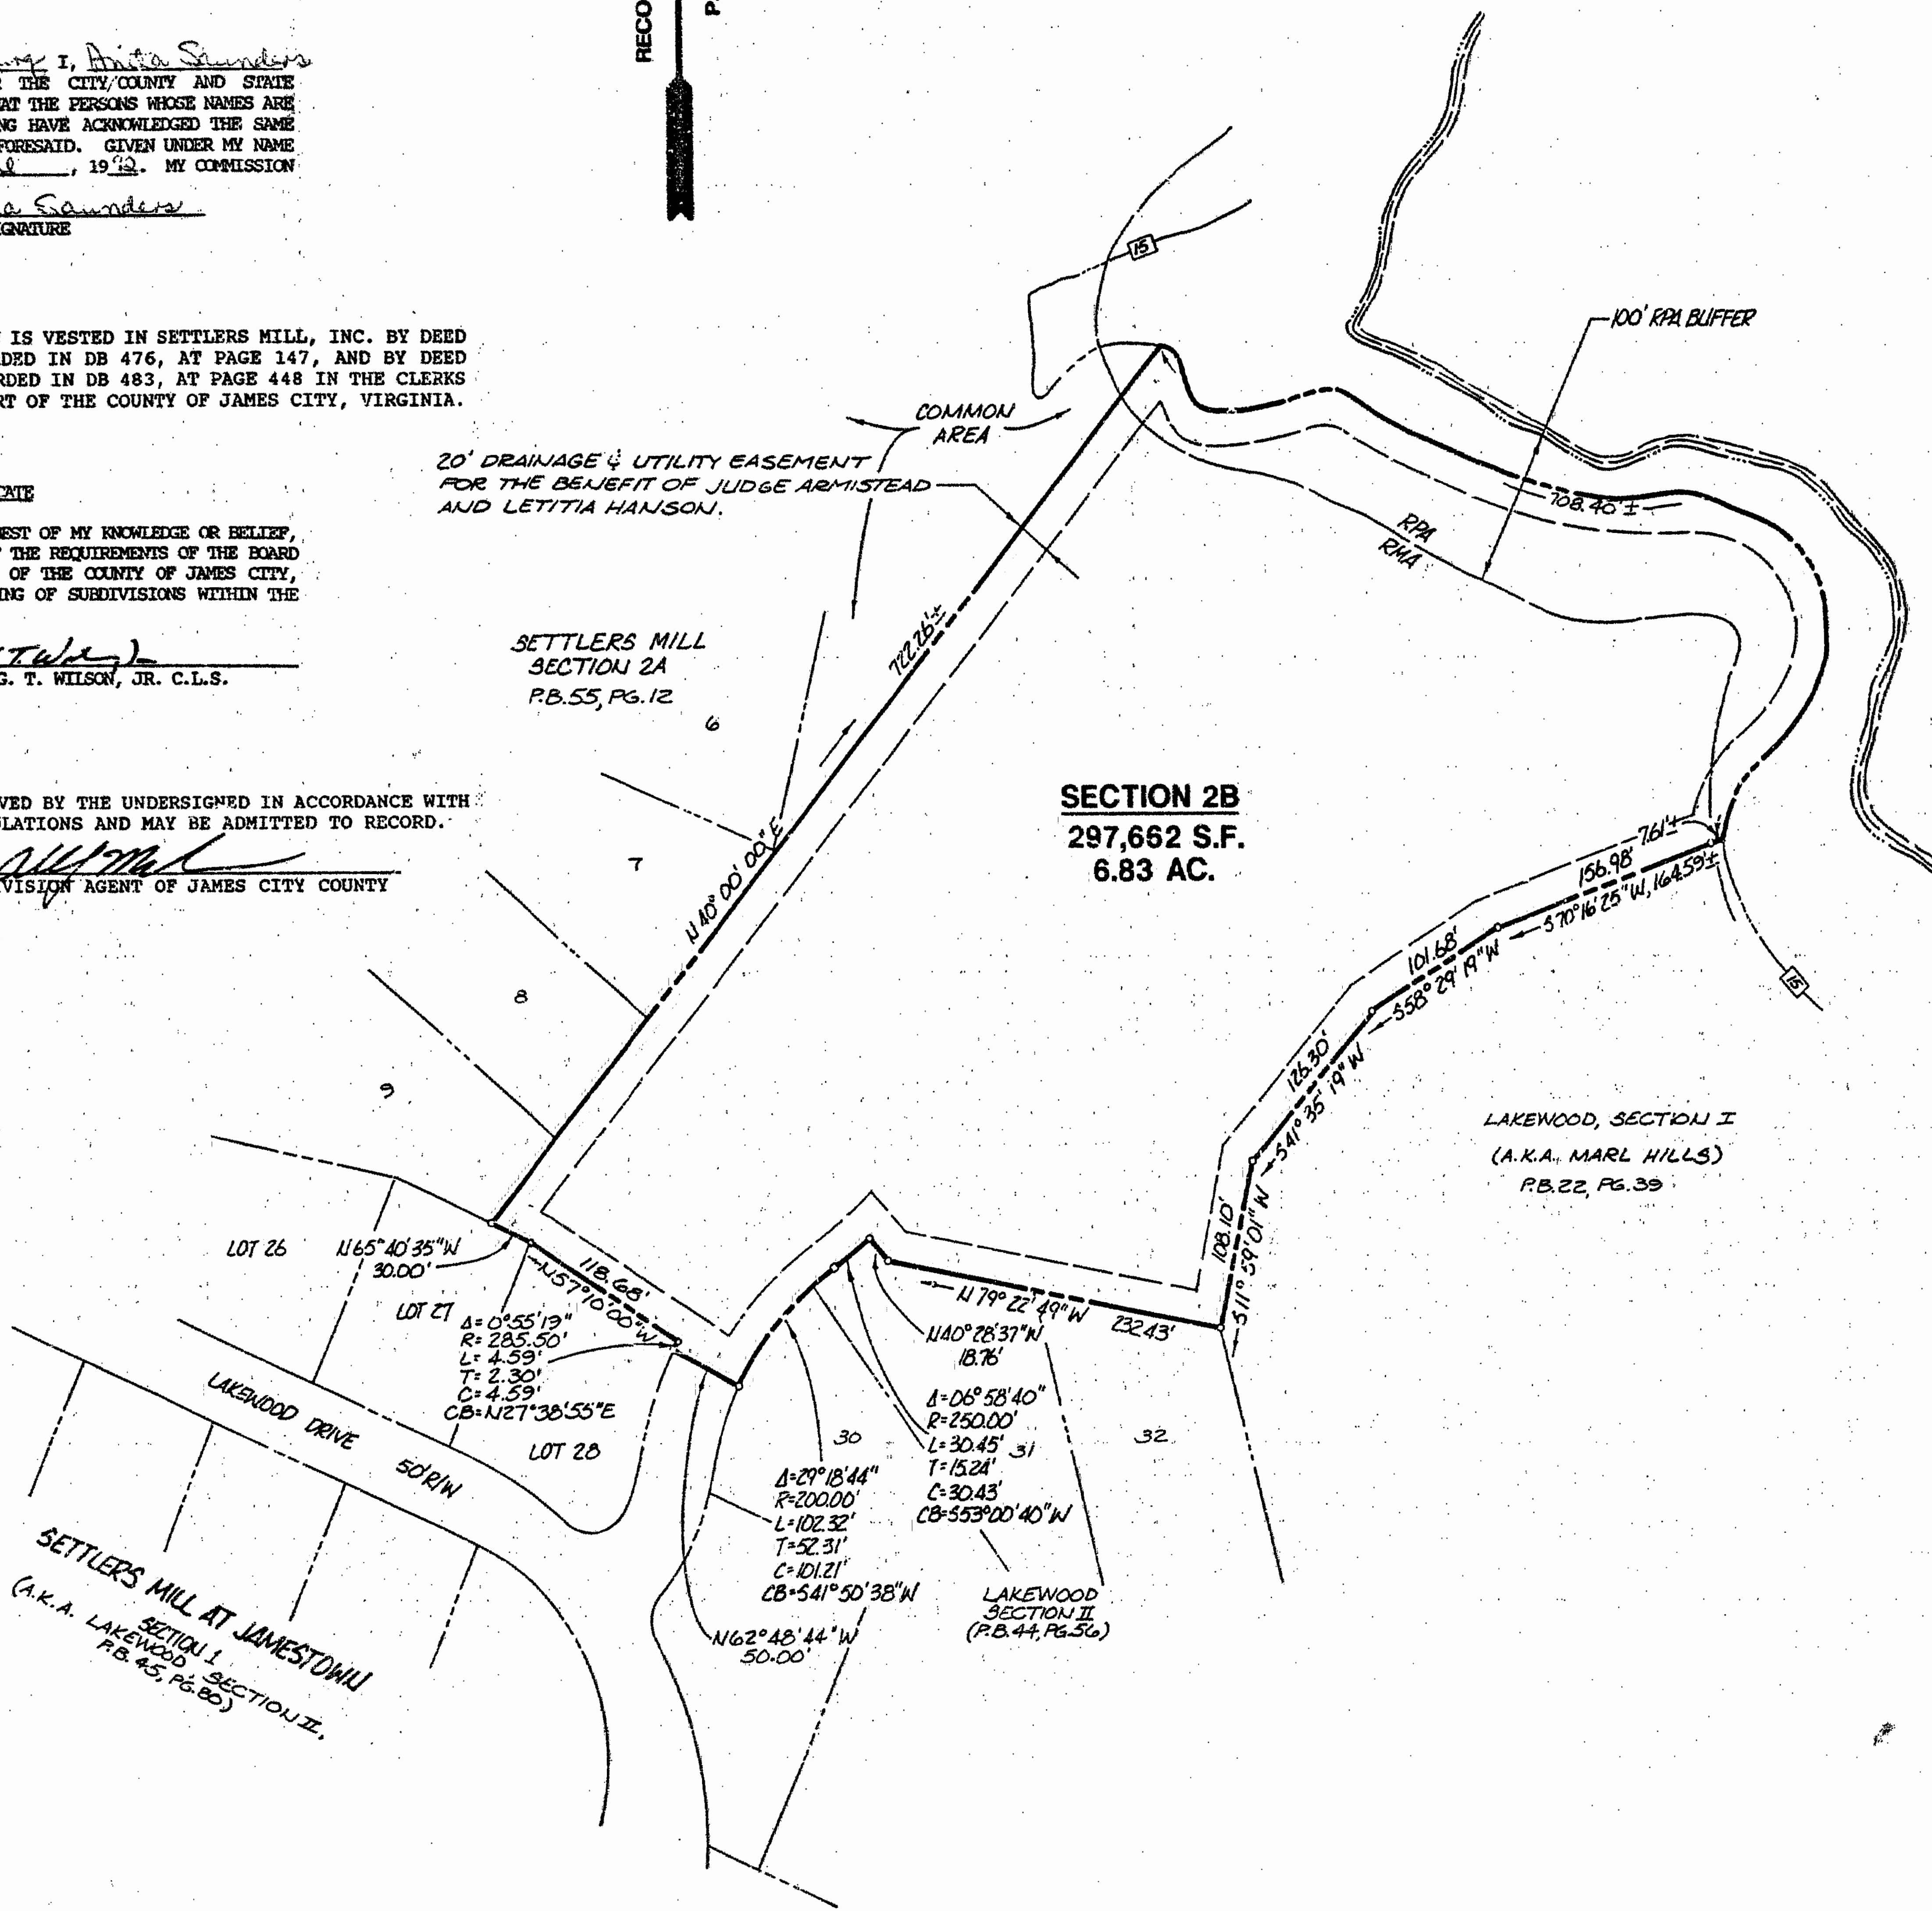 RECO
P
I, Anita Saunders
THE CITY/COUNTY AND STATE
AT THE PERSONS WHOSE NAMES ARE
NG HAVE ACKNOWLEDGED THE SAME
FORESAID. GIVEN UNDER MY NAME
, 1992. MY COMMISSION
a Saunders
GNATURE
IS VESTED IN SETTLERS MILL, INC. BY DEED
DED IN DB 476, AT PAGE 147, AND BY DEED
RDED IN DB 483, AT PAGE 448 IN THE CLERKS
RT OF THE COUNTY OF JAMES CITY, VIRGINIA.
CATE
EST OF MY KNOWLEDGE OR BELIEF,
THE REQUIREMENTS OF THE BOARD
OF THE COUNTY OF JAMES CITY,
ING OF SUBDIVISIONS WITHIN THE
G. T. WILSON, JR. C.L.S.
VED BY THE UNDERSIGNED IN ACCORDANCE WITH
LATIONS AND MAY BE ADMITTED TO RECORD.
VISION AGENT OF JAMES CITY COUNTY
15
100' RPA BUFFER
COMMON
AREA
20' DRAINAGE & UTILITY EASEMENT
FOR THE BENEFIT OF JUDGE ARMISTEAD
AND LETITIA HANSON.
708.40'±
RPA
RMA
722.26'±
N40°00'00"E
SETTLERS MILL
SECTION 2A
P.B.55, PG.12
6
7
8
9
SECTION 2B
297,662 S.F.
6.83 AC.
7.61'±
156.98'
S70°16'25"W, 164.59'±
101.68'
S58°29'19"W
15
126.30'
S41°35'19"W
108.10'
S11°59'01"W
LAKEWOOD, SECTION I
(A.K.A. MARL HILLS)
P.B.22, PG.39
LOT 26
N65°40'35"W
30.00'
LOT 27
118.68'
N57°10'00"W
Δ=0°55'19"
R=285.50'
L=4.59'
T=2.30'
C=4.59'
CB=N27°38'55"E
LOT 28
N79°22'49"W
232.43'
N40°28'37"W
18.76'
Δ=06°58'40"
R=250.00'
L=30.45'
T=15.24'
C=30.43'
CB=S53°00'40"W
30
31
32
Δ=29°18'44"
R=200.00'
L=102.32'
T=52.31'
C=101.21'
CB=S41°50'38"W
N62°48'44"W
50.00'
LAKEWOOD
SECTION II
(P.B.44, PG.56)
LAKEWOOD DRIVE
50' R/W
SETTLERS MILL AT JAMESTOWN
SECTION 1
(A.K.A. LAKEWOOD SECTION II,
P.B. 45, PG.80)